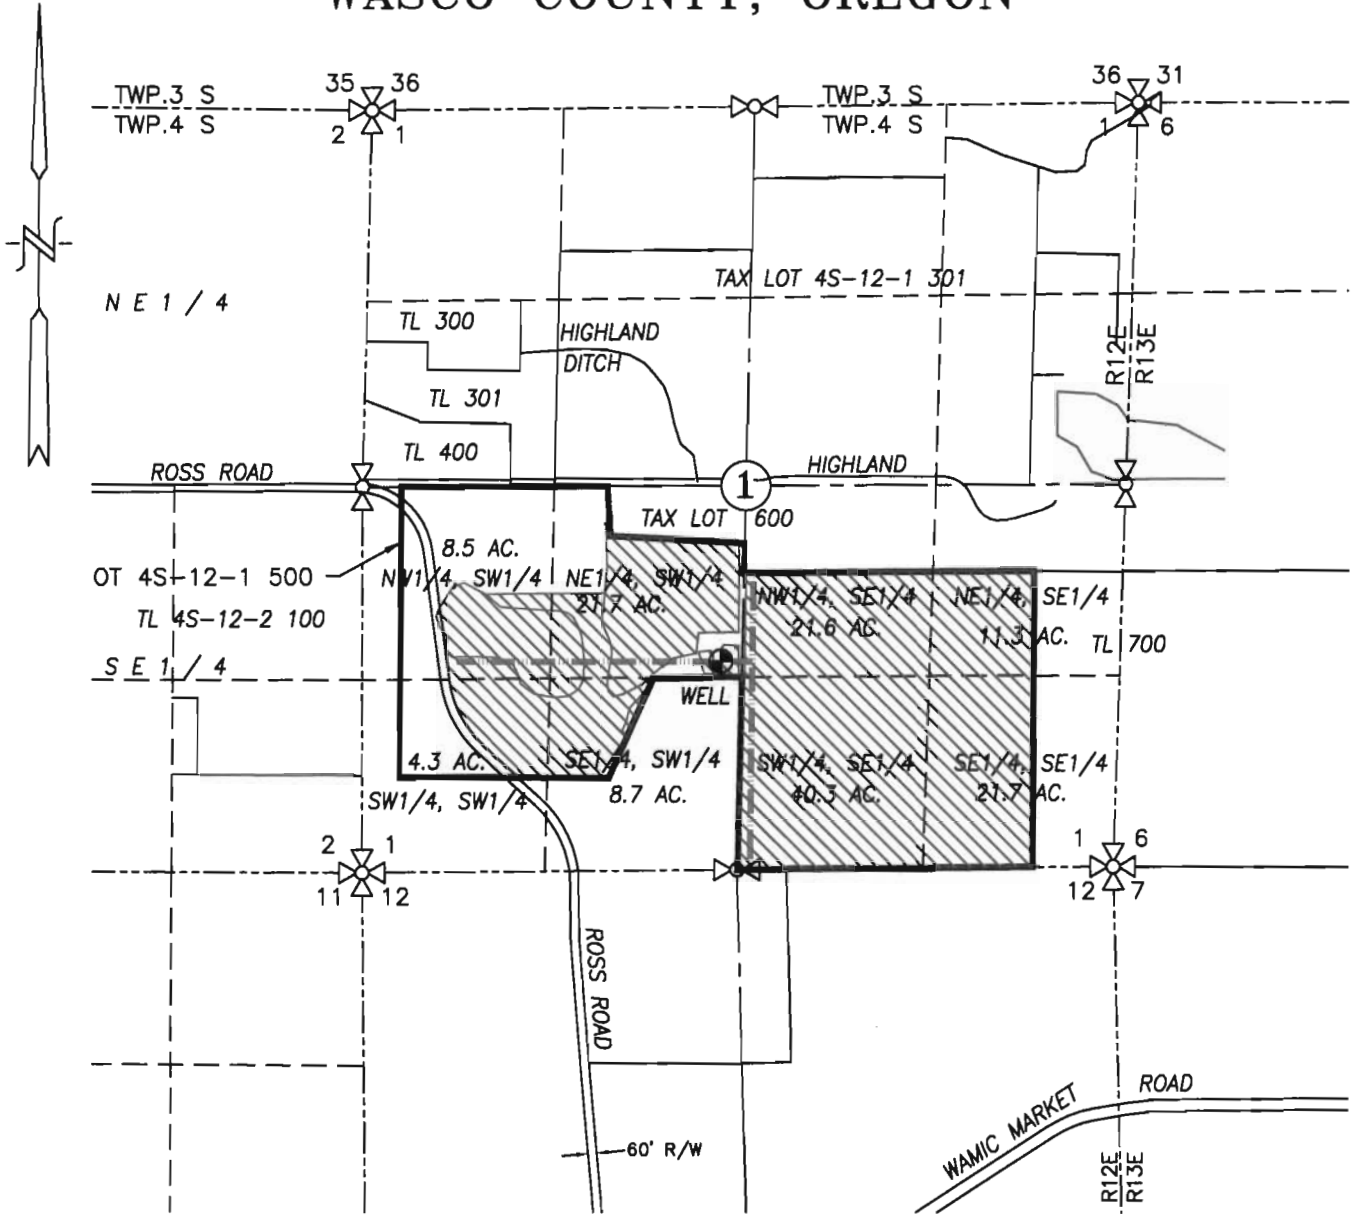 WASCO COUNTY, OREGON
35 36
36 31
TWP.3 S
TWP.3 S
TWP.4 S
TWP.4 S
2 1
1 6
N
N E 1 / 4
TAX LOT 4S-12-1 301
TL 300
HIGHLAND
DITCH
R12E
R13E
TL 301
TL 400
ROSS ROAD
HIGHLAND
1
TAX LOT 600
8.5 AC.
OT 4S-12-1 500
NW1/4, SW1/4
NE1/4, SW1/4
21.7 AC.
NW1/4, SE1/4
21.6 AC.
NE1/4, SE1/4
11.3 AC.
TL 4S-12-2 100
TL 700
S E 1 / 4
WELL
4.3 AC.
SE1/4, SW1/4
SW1/4, SE1/4
SE1/4, SE1/4
SW1/4, SW1/4
8.7 AC.
40.3 AC.
21.7 AC.
2 1
1 6
11 12
12 7
ROSS ROAD
WAMIC MARKET ROAD
60' R/W
R12E
R13E